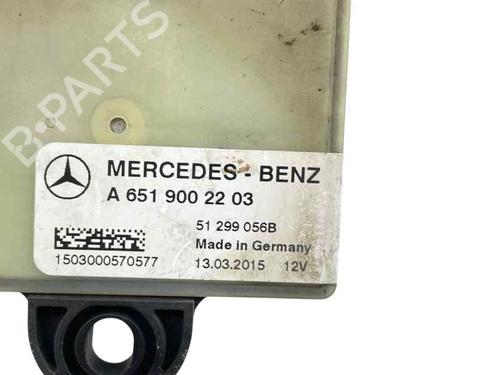 B-PARTS
MERCEDES - BENZ
A 651 900 22 03
51 299 056B
Made in Germany
1503000570577
13.03.2015 12V